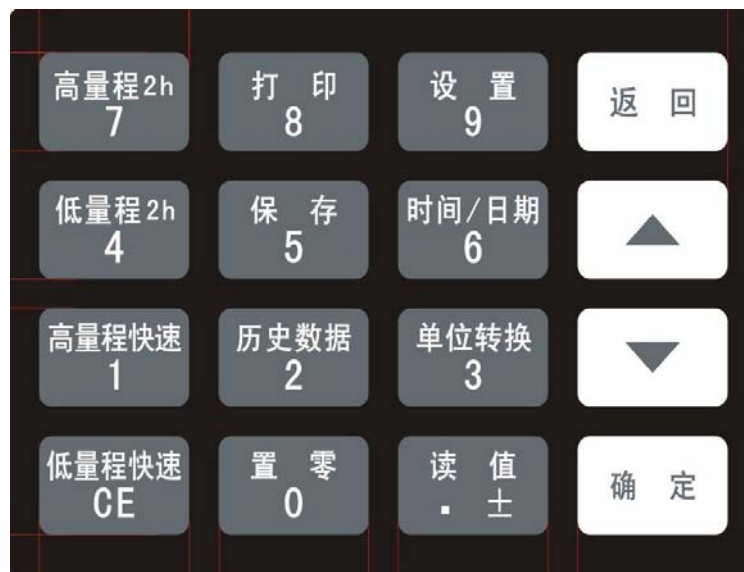 高量程2h
7
打 印
8
设 置
9
返 回
低量程2h
4
保 存
5
时间/日期
6
高量程快速
1
历史数据
2
单位转换
3
低量程快速
CE
置 零
0
读 值
. ±
确 定